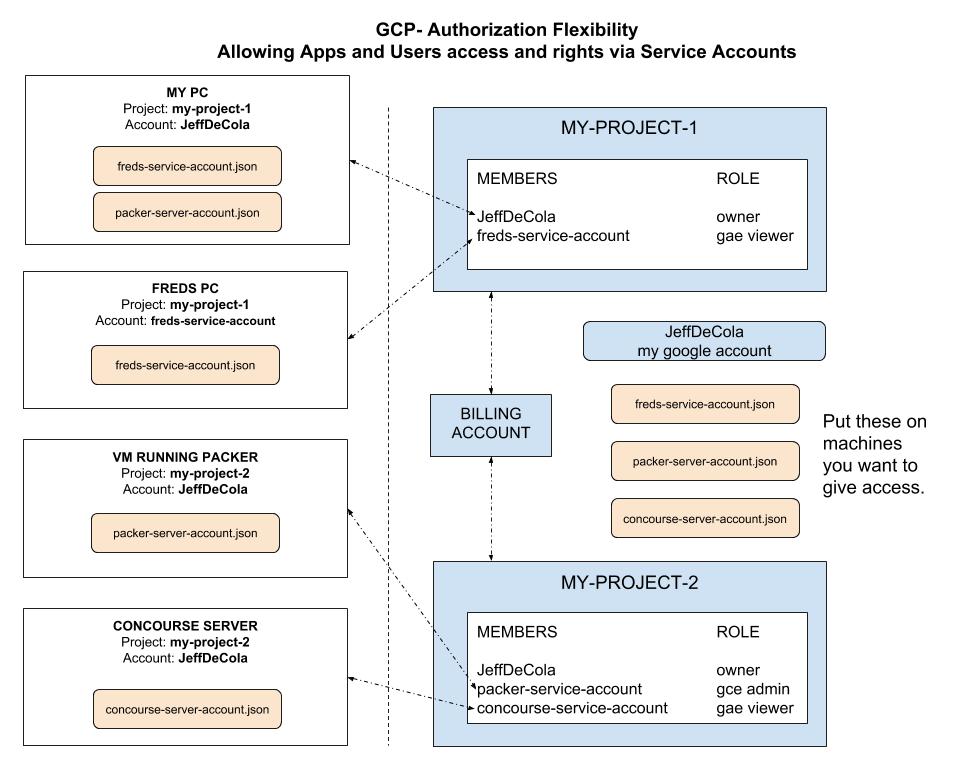 GCP- Authorization Flexibility
Allowing Apps and Users access and rights via Service Accounts
MY PC
Project: my-project-1
Account: JeffDeCola
freds-service-account.json
packer-server-account.json
FREDS PC
Project: my-project-1
Account: freds-service-account
freds-service-account.json
VM RUNNING PACKER
Project: my-project-2
Account: JeffDeCola
packer-server-account.json
CONCOURSE SERVER
Project: my-project-2
Account: JeffDeCola
concourse-server-account.json
MY-PROJECT-1
MEMBERS ROLE
JeffDeCola owner
freds-service-account gae viewer
JeffDeCola
my google account
BILLING
ACCOUNT
freds-service-account.json
packer-server-account.json
concourse-server-account.json
Put these on
machines
you want to
give access.
MY-PROJECT-2
MEMBERS ROLE
JeffDeCola owner
packer-service-account gce admin
concourse-service-account gae viewer